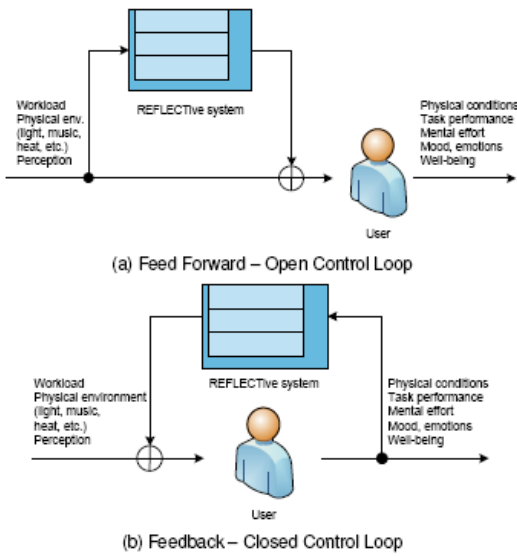 REFLECTive system
Workload
Physical env.
(light, music,
heat, etc.)
Perception
Physical conditions
Task performance
Mental effort
Mood, emotions
Well-being
User
(a) Feed Forward – Open Control Loop
REFLECTive system
Workload
Physical environment
(light, music,
heat, etc.)
Perception
Physical conditions
Task performance
Mental effort
Mood, emotions
Well-being
User
(b) Feedback – Closed Control Loop